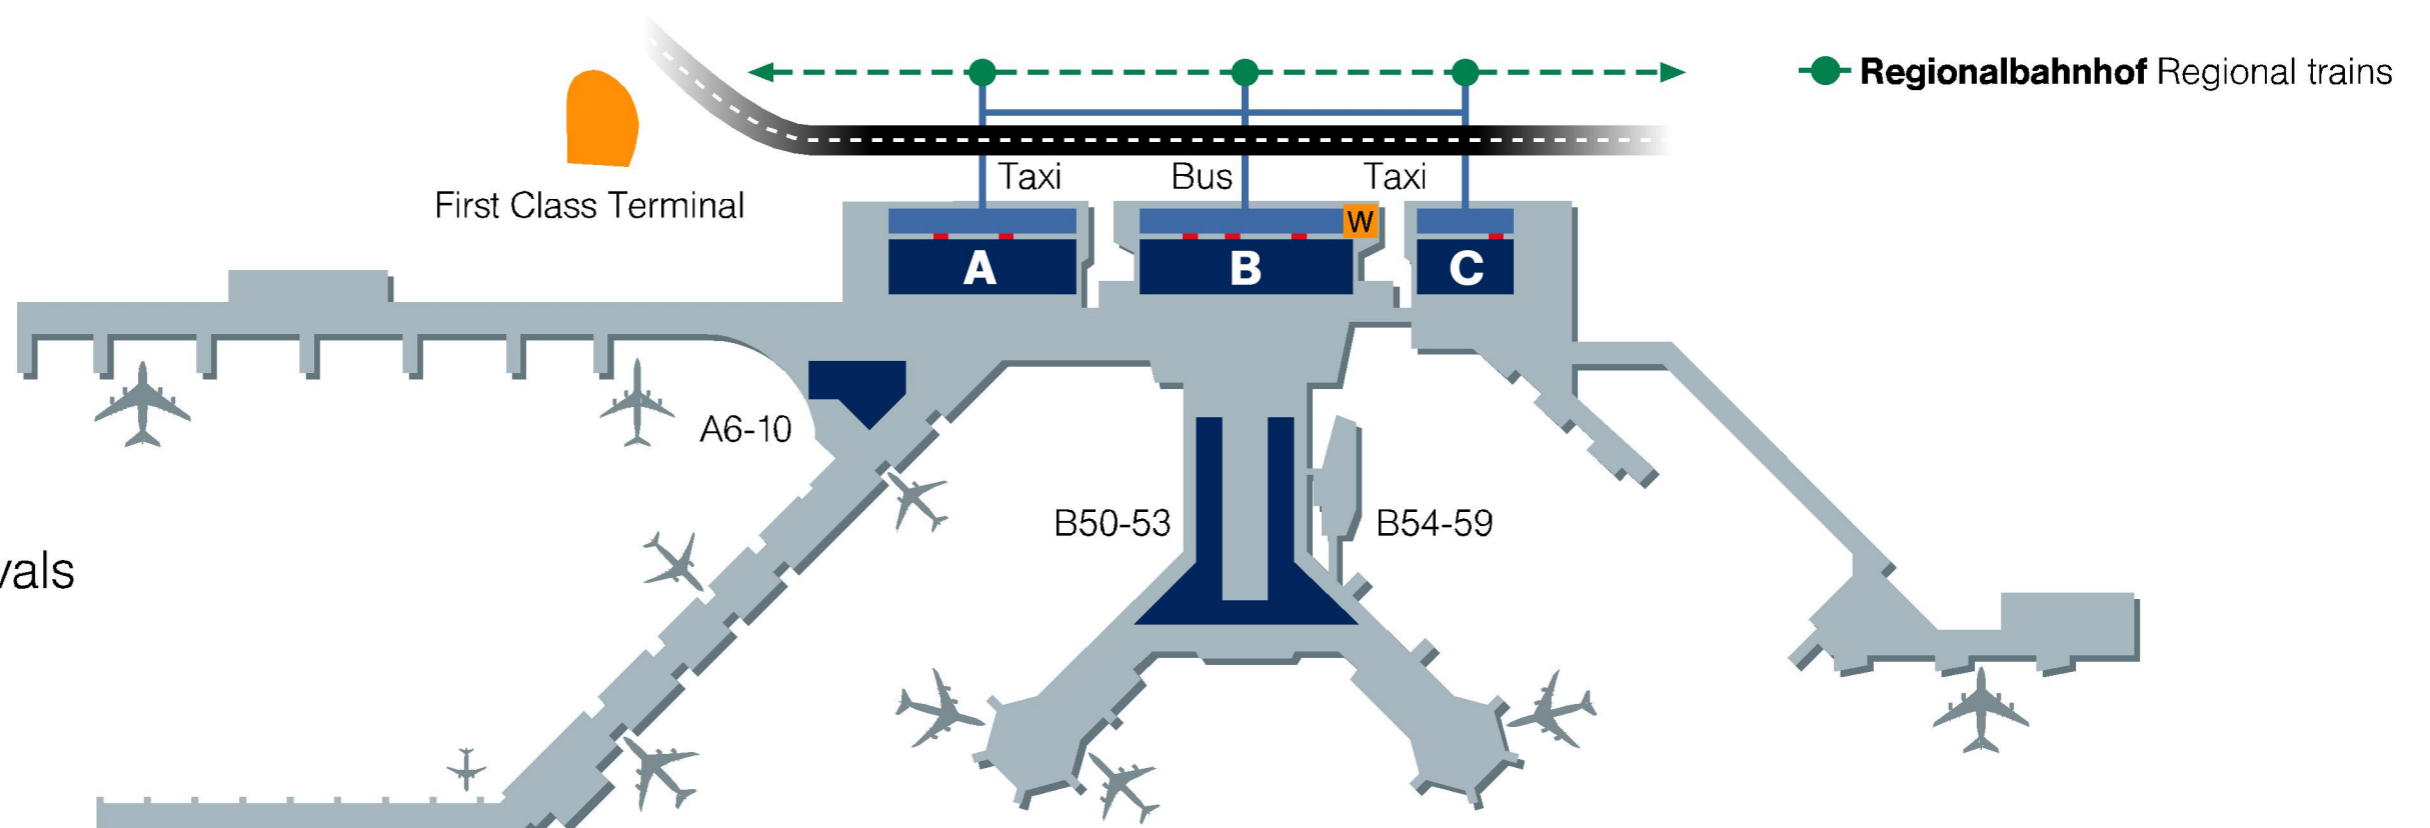 Regionalbahnhof Regional trains
Taxi
Bus
Taxi
First Class Terminal
W
A
B
C
A6-10
B50-53
B54-59
vals